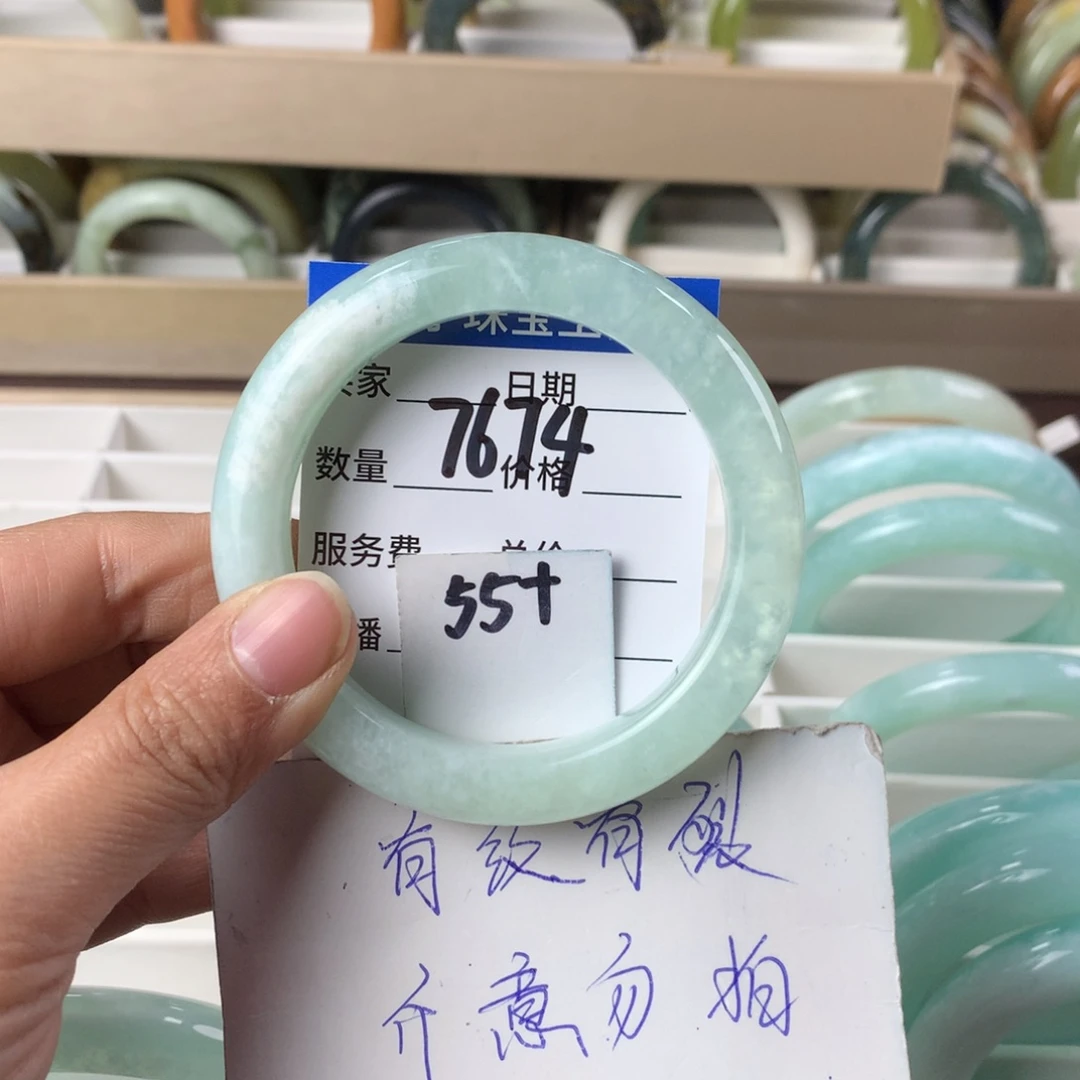 珠宝
家 日期
7674
数量 价格
服务费 总价
55+
播
有纹有裂
介意勿拍